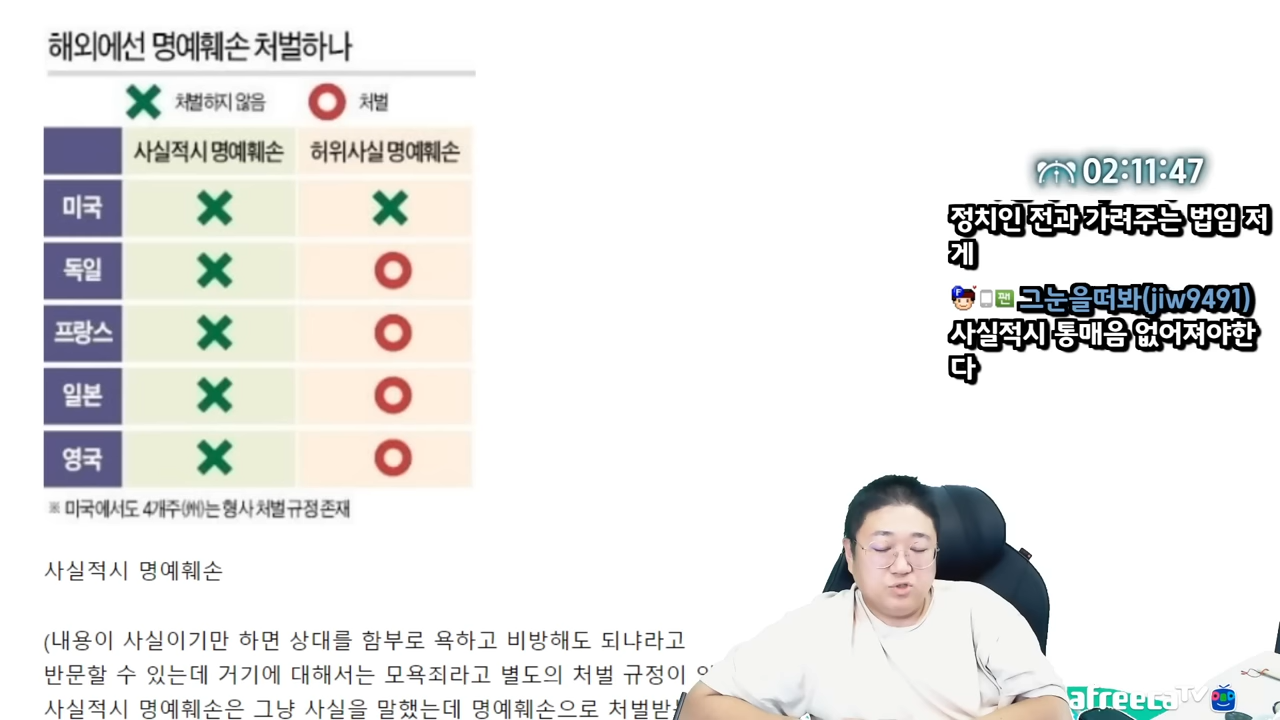 해외에선 명예훼손 처벌하나
처벌하지 않음 처벌
사실적시 명예훼손 허위사실 명예훼손
미국
독일
프랑스
일본
영국
※ 미국에서도 4개주(州)는 형사 처벌 규정 존재
사실적시 명예훼손
(내용이 사실이기만 하면 상대를 함부로 욕하고 비방해도 되냐라고
반문할 수 있는데 거기에 대해서는 모욕죄라고 별도의 처벌 규정이
사실적시 명예훼손은 그냥 사실을 말했는데 명예훼손으로
02:11:47
정치인 전과 가려주는 법임 저
게
F 팬 그눈을떠봐(jiw9491)
사실적시 통매음 없어져야한
다
afreecaTV